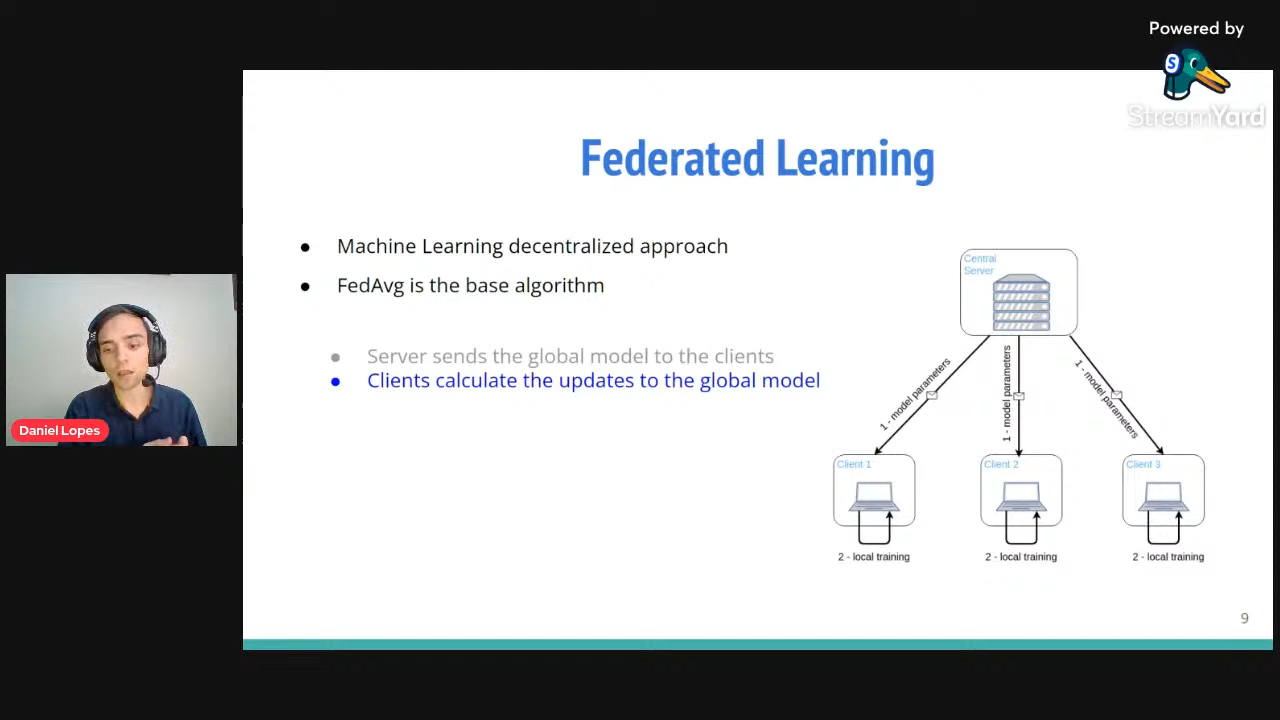 Powered by
StreamYard
Federated Learning
● Machine Learning decentralized approach
● FedAvg is the base algorithm
● Server sends the global model to the clients
● Clients calculate the updates to the global model
Central
Server
1 - model parameters
1 - model parameters
1 - model parameters
Client 1
Client 2
Client 3
2 - local training
2 - local training
2 - local training
9
Daniel Lopes
S